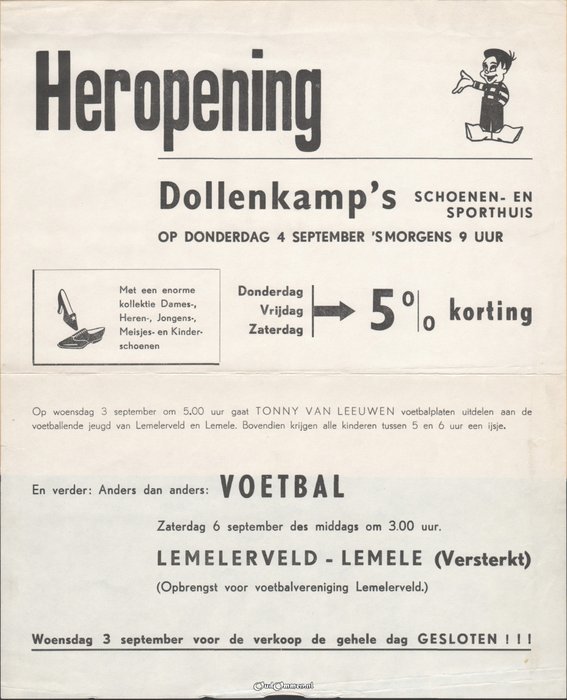 Heropening
Dollenkamp's SCHOENEN- EN
SPORTHUIS
OP DONDERDAG 4 SEPTEMBER 'SMORGENS 9 UUR
Met een enorme
kollektie Dames-,
Heren-, Jongens-,
Meisjes- en Kinder-
schoenen
Donderdag
Vrijdag
Zaterdag
5% korting
Op woensdag 3 september om 5.00 uur gaat TONNY VAN LEEUWEN voetbalplaten uitdelen aan de
voetballende jeugd van Lemelerveld en Lemele. Bovendien krijgen alle kinderen tussen 5 en 6 uur een ijsje.
En verder: Anders dan anders: VOETBAL
Zaterdag 6 september des middags om 3.00 uur.
LEMELERVELD - LEMELE (Versterkt)
(Opbrengst voor voetbalvereniging Lemelerveld.)
Woensdag 3 september voor de verkoop de gehele dag GESLOTEN ! ! !
OudOmmen.nl